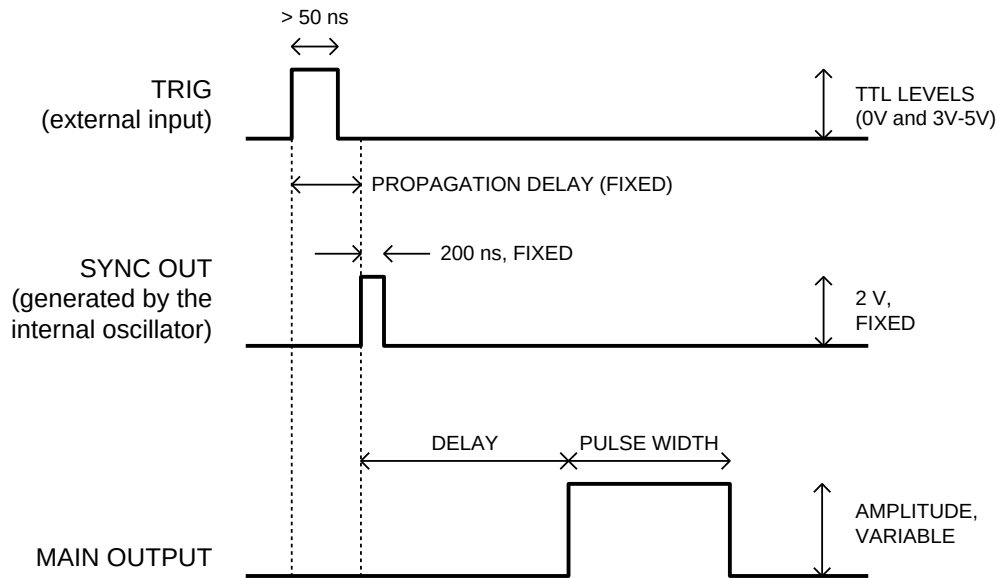 > 50 ns
TRIG
(external input)
TTL LEVELS
(0V and 3V-5V)
PROPAGATION DELAY (FIXED)
200 ns, FIXED
SYNC OUT
(generated by the
internal oscillator)
2 V,
FIXED
DELAY
PULSE WIDTH
AMPLITUDE,
VARIABLE
MAIN OUTPUT